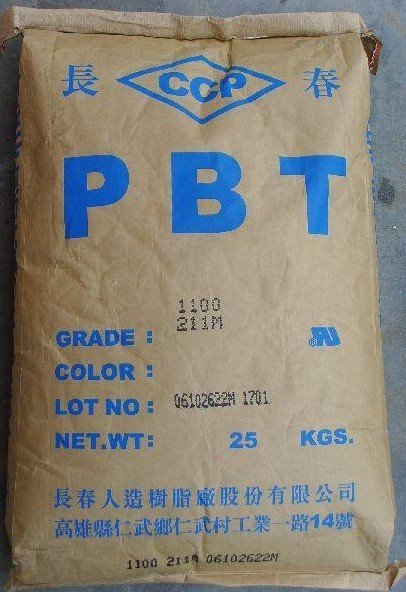 長 CCP 春
PBT
1100
211M
GRADE :
COLOR :
LOT NO : 06102622M 1701
NET.WT: 25 KGS.
長春人造樹脂廠股份有限公司
高雄縣仁武鄉仁武村工業一路14號
1100 211M 06102622M